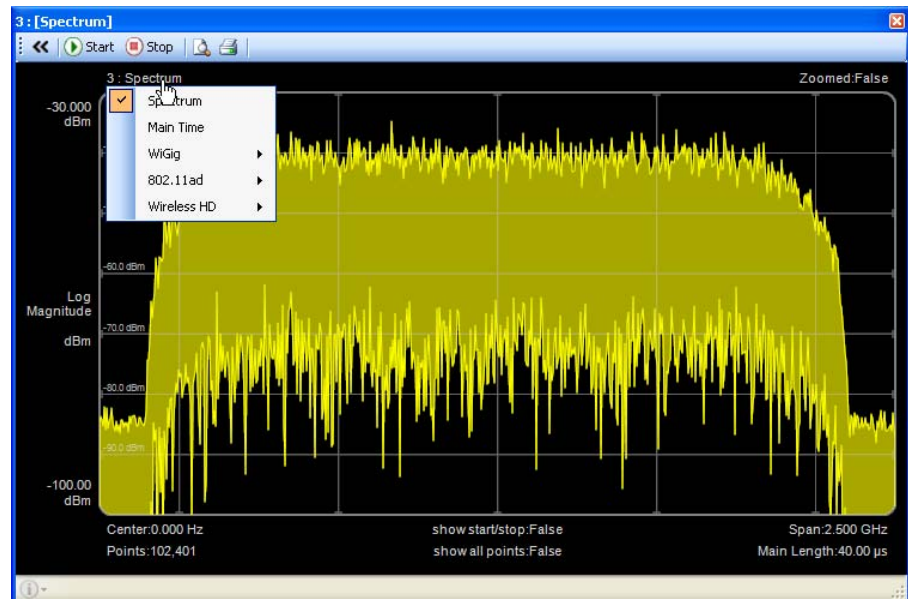 3 : [Spectrum]
Start Stop
3 : Spectrum
Zoomed:False
Spectrum
Main Time
WiGig
802.11ad
Wireless HD
-30.000
dBm
-60.0 dBm
Log
Magnitude
dBm
-70.0 dBm
-80.0 dBm
-90.0 dBm
-100.00
dBm
Center:0.000 Hz
show start/stop:False
Span:2.500 GHz
Points:102,401
show all points:False
Main Length:40.00 µs